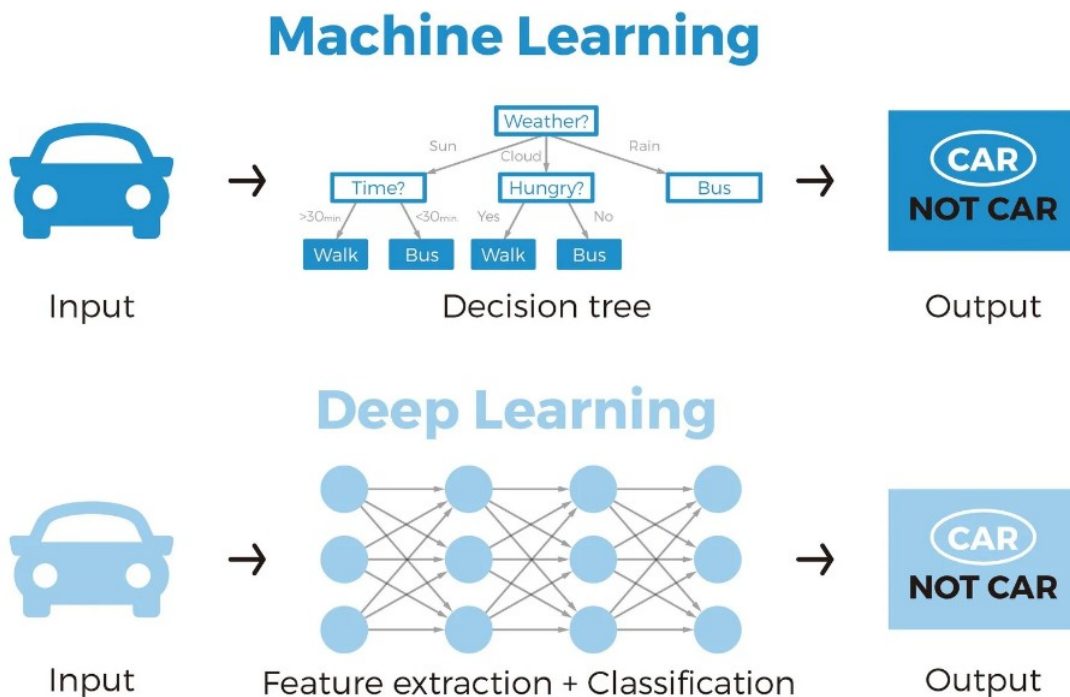 Machine Learning
Weather?
Sun
Cloud
Rain
Time?
Hungry?
Bus
>30min.
<30min.
Yes
No
Walk
Bus
Walk
Bus
CAR
NOT CAR
Input
Decision tree
Output
Deep Learning
CAR
NOT CAR
Input
Feature extraction + Classification
Output